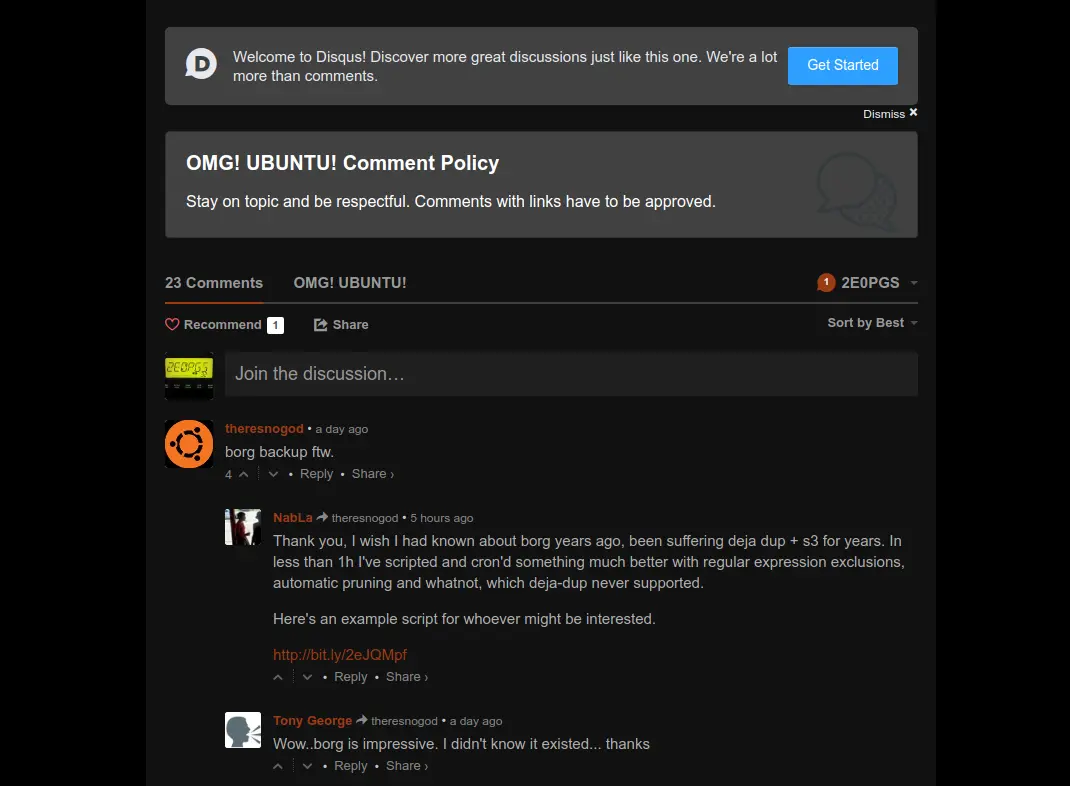 D
Welcome to Disqus! Discover more great discussions just like this one. We're a lot
more than comments.
Get Started
Dismiss ×
OMG! UBUNTU! Comment Policy
Stay on topic and be respectful. Comments with links have to be approved.
23 Comments OMG! UBUNTU! 1 2E0PGS
Recommend 1 Share Sort by Best
2E0PGS
Join the discussion…
theresnogod • a day ago
borg backup ftw.
4 • Reply • Share ›
NabLa theresnogod • 5 hours ago
Thank you, I wish I had known about borg years ago, been suffering deja dup + s3 for years. In
less than 1h I've scripted and cron'd something much better with regular expression exclusions,
automatic pruning and whatnot, which deja-dup never supported.
Here's an example script for whoever might be interested.
http://bit.ly/2eJQMpf
• Reply • Share ›
Tony George theresnogod • a day ago
Wow..borg is impressive. I didn't know it existed... thanks
• Reply • Share ›